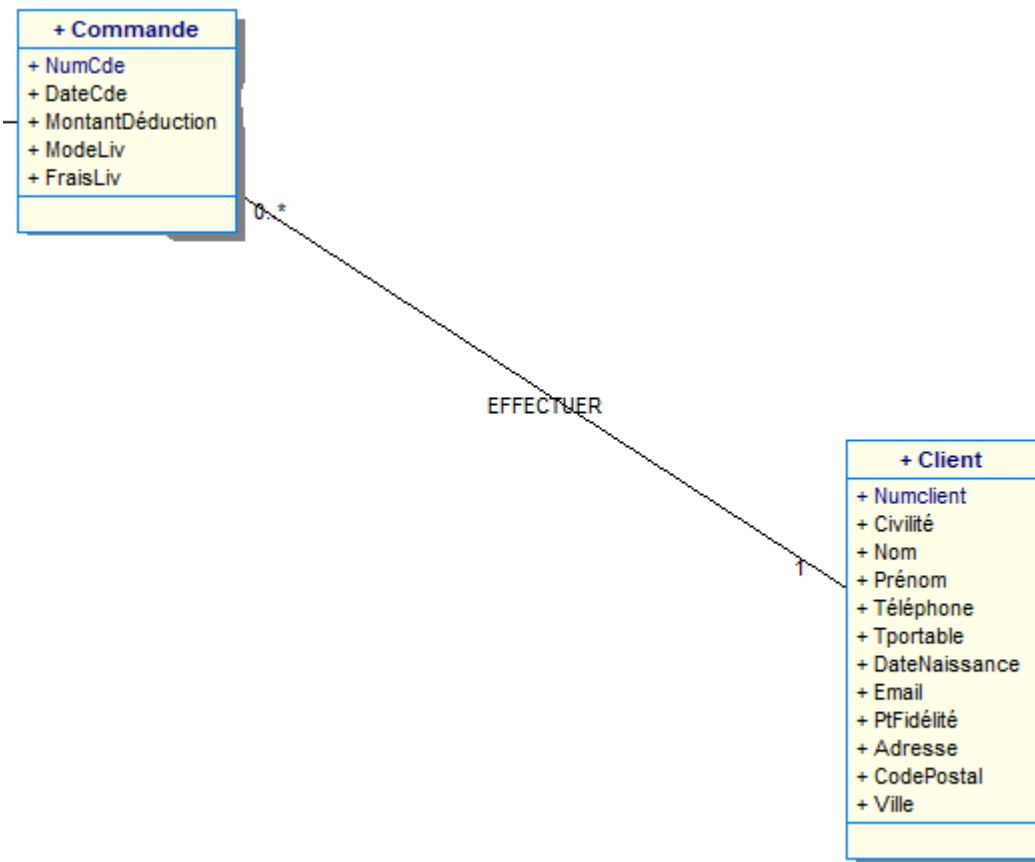 + Commande
+ NumCde
+ DateCde
+ MontantDéduction
+ ModeLiv
+ FraisLiv
0..*
EFFECTUER
1
+ Client
+ Numclient
+ Civilité
+ Nom
+ Prénom
+ Téléphone
+ Tportable
+ DateNaissance
+ Email
+ PtFidélité
+ Adresse
+ CodePostal
+ Ville